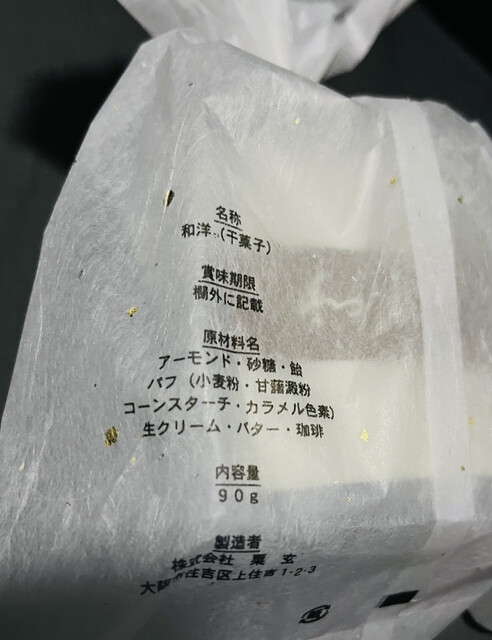 名称
和洋・(干菓子)
賞味期限
欄外に記載
原材料名
アーモンド・砂糖・飴
パフ(小麦粉・甘藷澱粉
コーンスターチ・カラメル色素)
生クリーム・バター・珈琲
内容量
90g
製造者
株式会社 粟 玄
大阪市住吉区上住吉1-2-3